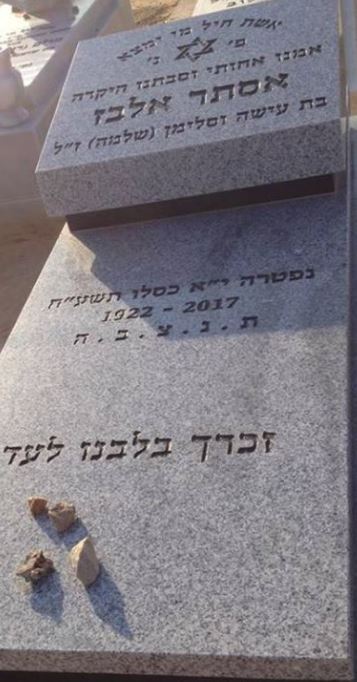 אשת חיל מי ימצא
פ׳ נ׳
אמנו אחותי וסבתנו היקרה
אסתר אלבז
בת עישה וסלימן (שלמה) ז״ל
נפטרה י״א כסלו תשע״ח
1922 - 2017
ת . נ . צ . ב . ה
זכרך בלבנו לעד